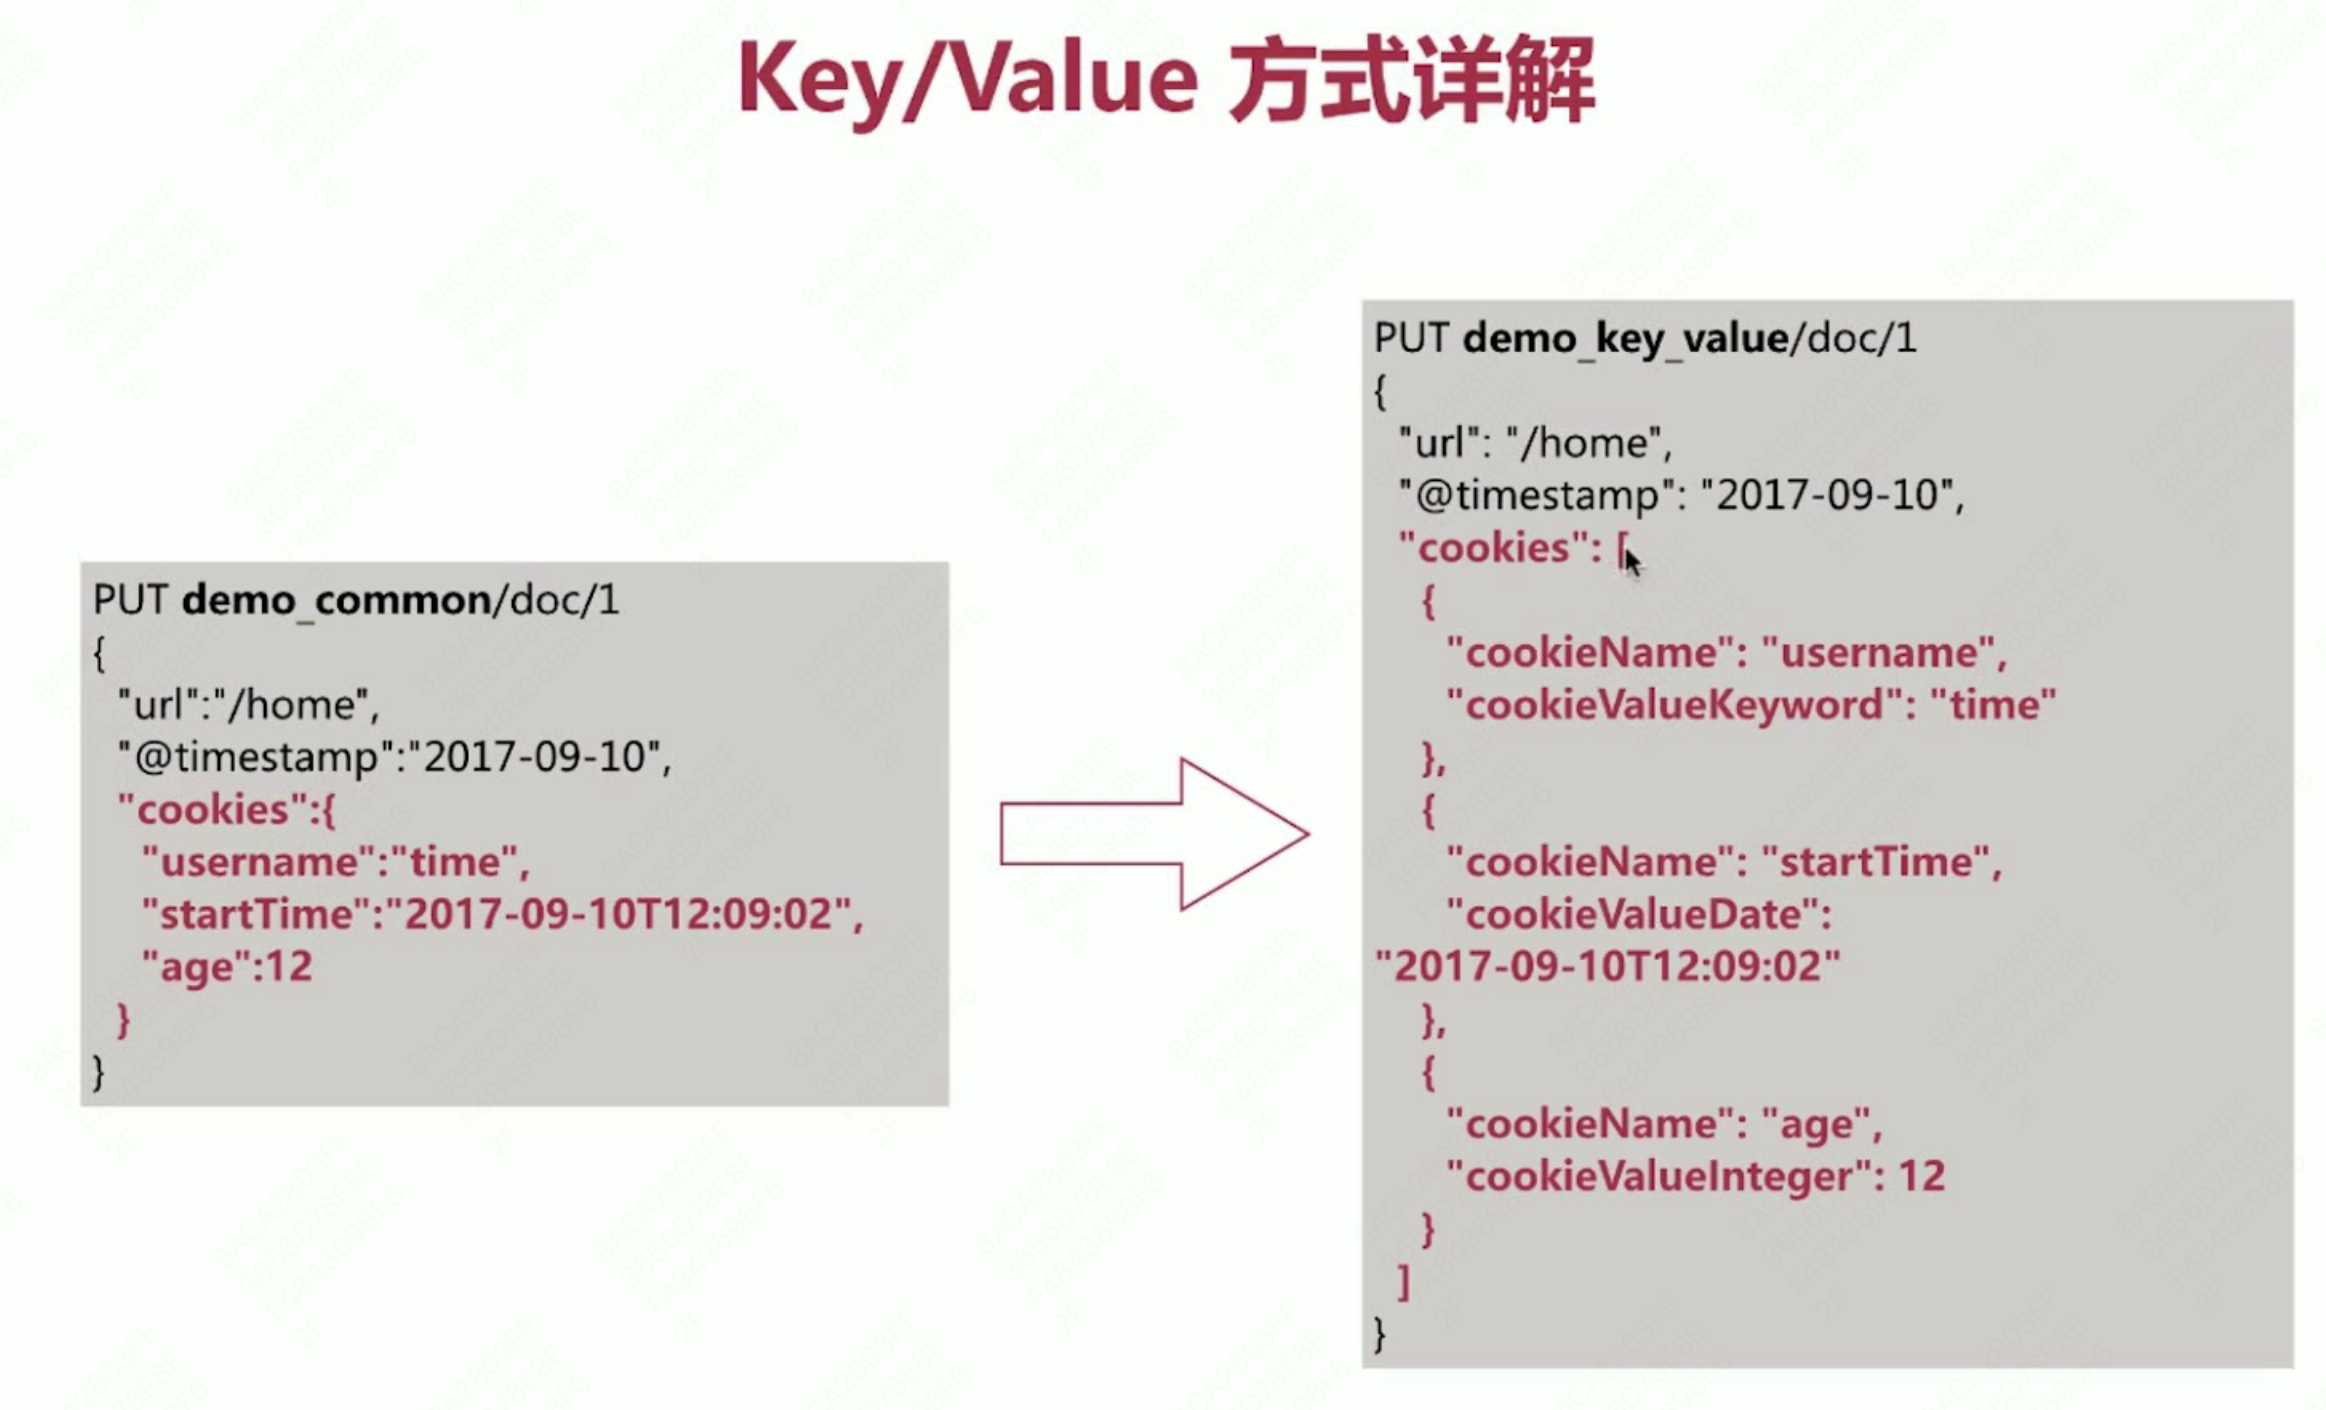 Key/Value 方式详解
PUT demo_common/doc/1
{
"url":"/home",
"@timestamp":"2017-09-10",
"cookies":{
"username":"time",
"startTime":"2017-09-10T12:09:02",
"age":12
}
}
PUT demo_key_value/doc/1
{
"url": "/home",
"@timestamp": "2017-09-10",
"cookies": [
{
"cookieName": "username",
"cookieValueKeyword": "time"
},
{
"cookieName": "startTime",
"cookieValueDate":
"2017-09-10T12:09:02"
},
{
"cookieName": "age",
"cookieValueInteger": 12
}
]
}